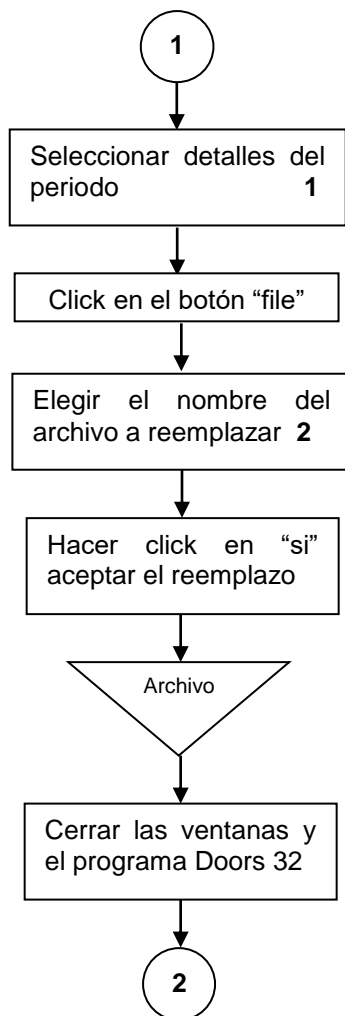 1
Seleccionar detalles del
periodo 1
Click en el botón “file”
Elegir el nombre del
archivo a reemplazar 2
Hacer click en “si”
aceptar el reemplazo
Archivo
Cerrar las ventanas y
el programa Doors 32
2